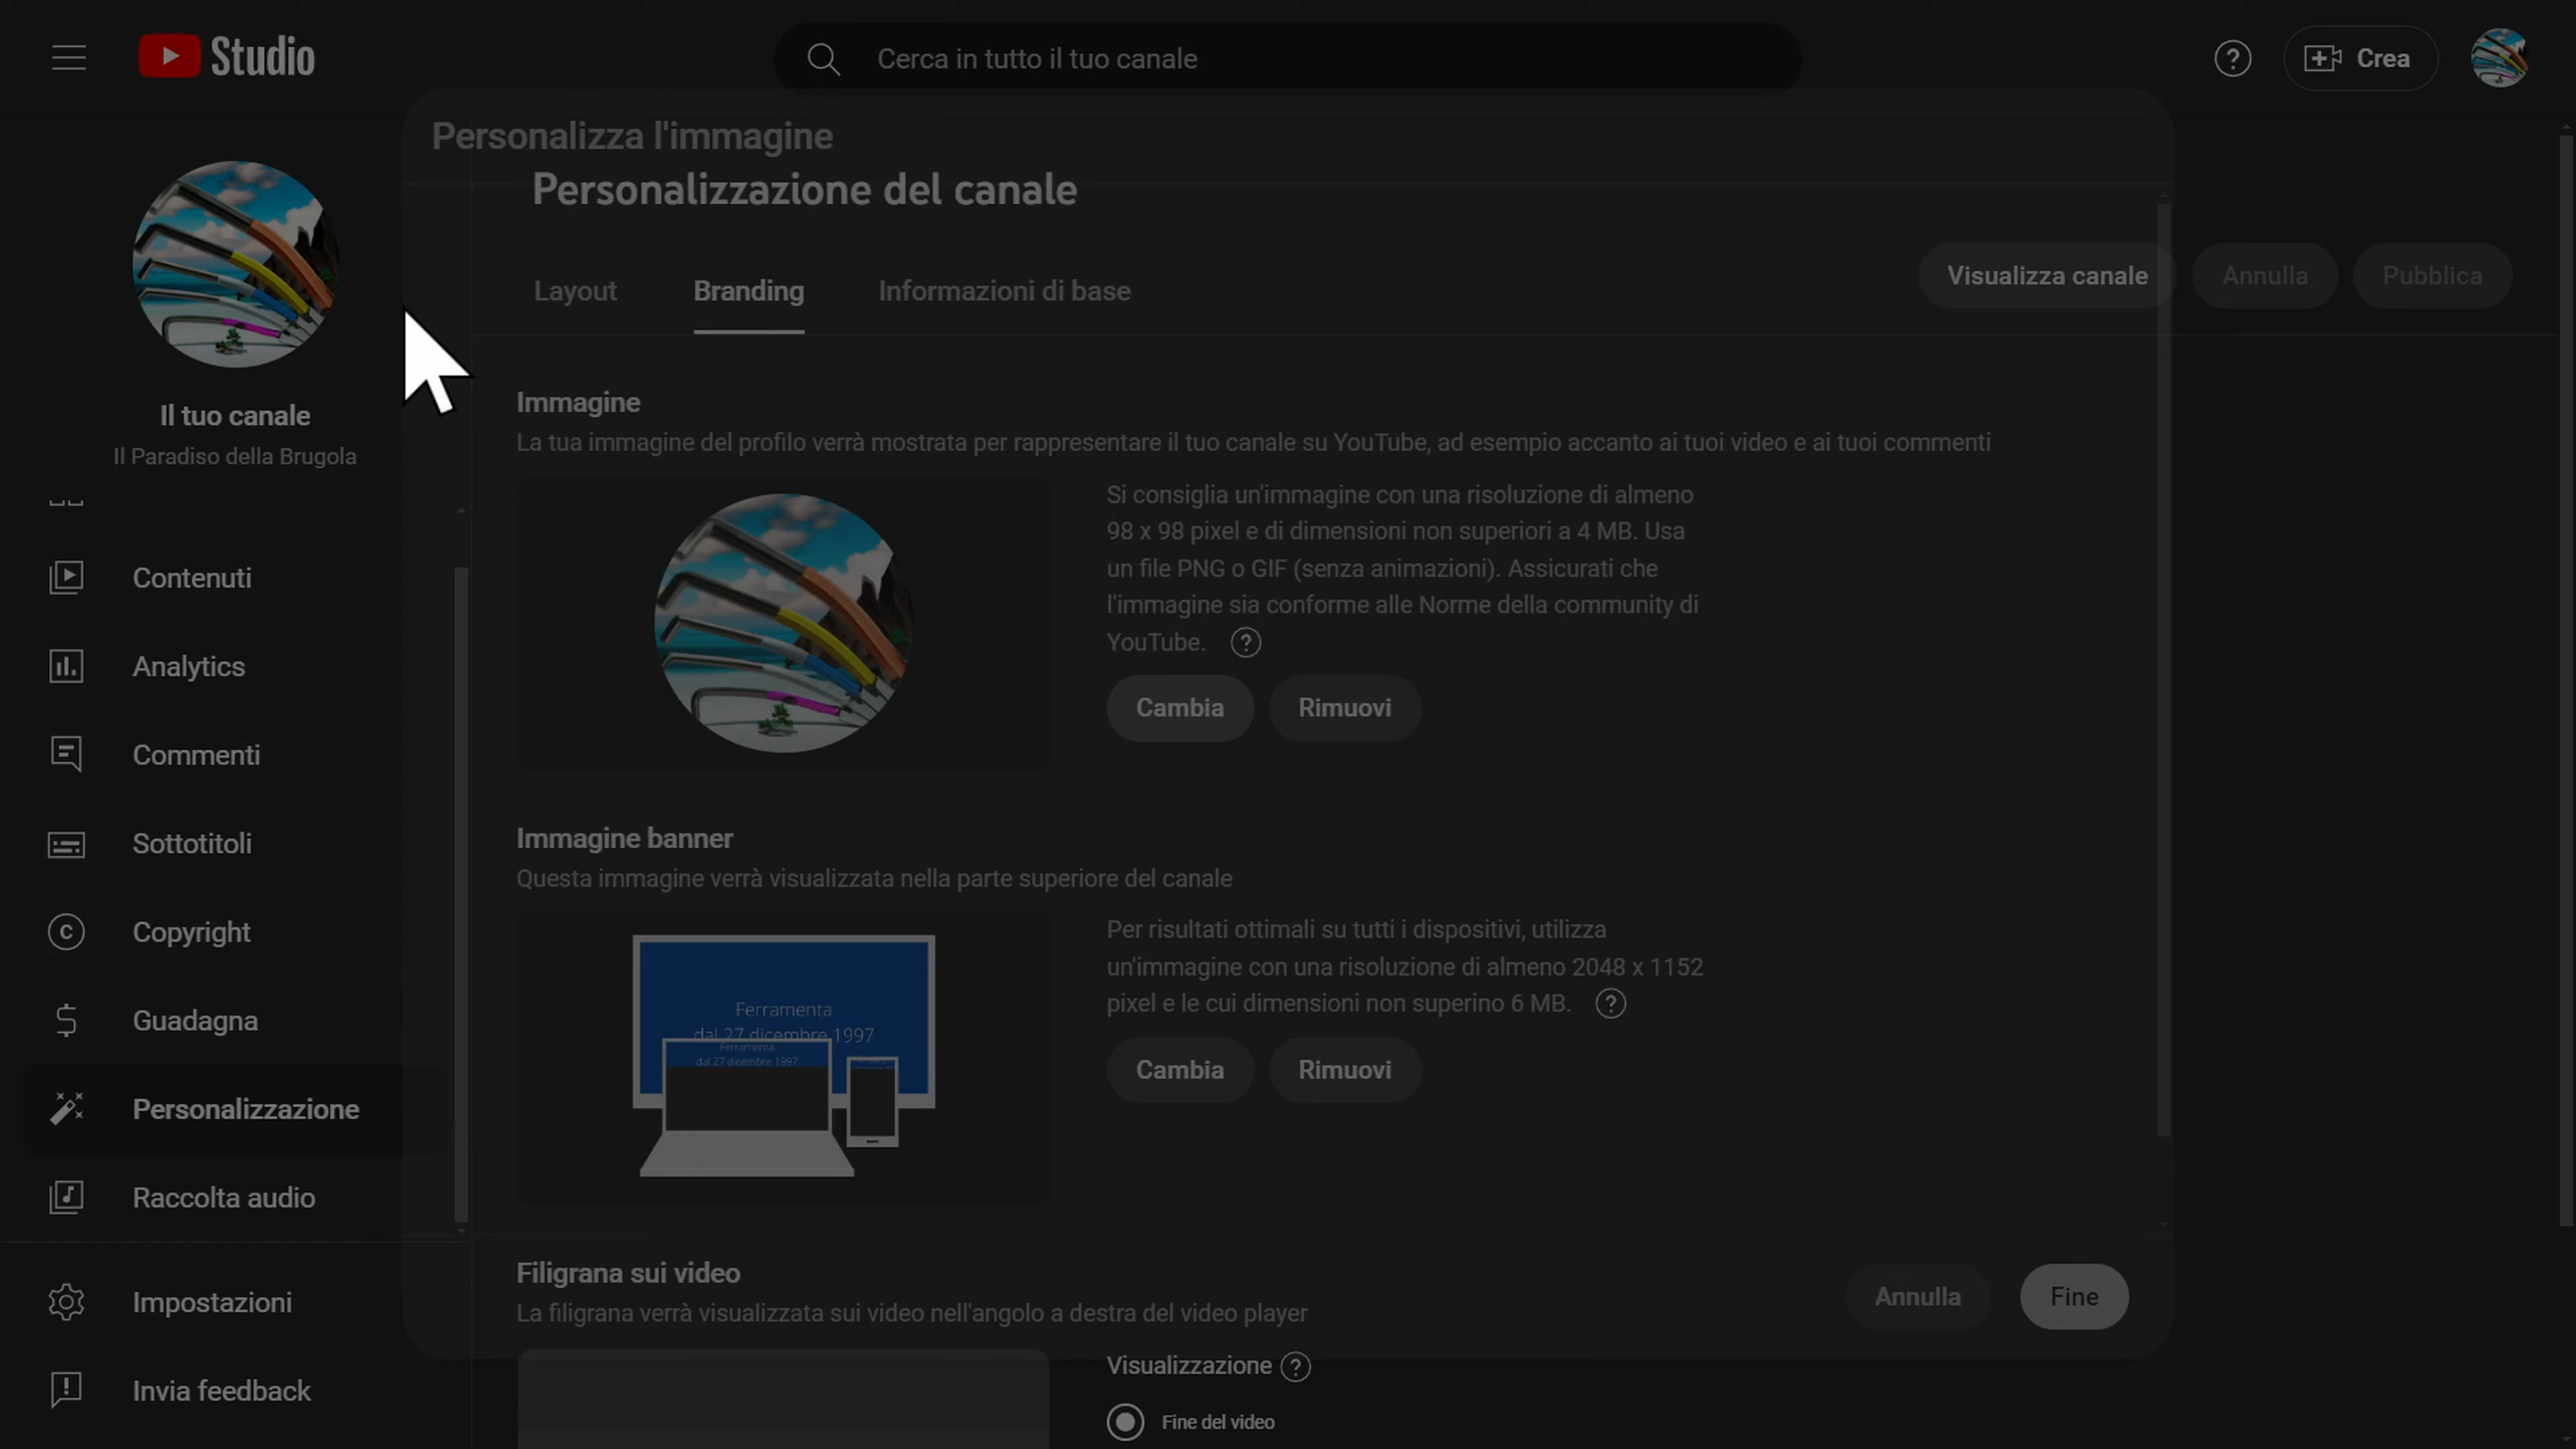 Studio
Cerca in tutto il tuo canale
Crea
Personalizza l'immagine
Personalizzazione del canale
Layout
Branding
Informazioni di base
Visualizza canale
Annulla
Pubblica
Il tuo canale
Il Paradiso della Brugola
Contenuti
Analytics
Commenti
Sottotitoli
Copyright
Guadagna
Personalizzazione
Raccolta audio
Impostazioni
Invia feedback
Immagine
La tua immagine del profilo verrà mostrata per rappresentare il tuo canale su YouTube, ad esempio accanto ai tuoi video e ai tuoi commenti
Si consiglia un'immagine con una risoluzione di almeno
98 x 98 pixel e di dimensioni non superiori a 4 MB. Usa
un file PNG o GIF (senza animazioni). Assicurati che
l'immagine sia conforme alle Norme della community di
YouTube.
Cambia
Rimuovi
Immagine banner
Questa immagine verrà visualizzata nella parte superiore del canale
Ferramenta
dal 27 dicembre 1997
Ferramenta
dal 27 dicembre 1997
Per risultati ottimali su tutti i dispositivi, utilizza
un'immagine con una risoluzione di almeno 2048 x 1152
pixel e le cui dimensioni non superino 6 MB.
Cambia
Rimuovi
Filigrana sui video
La filigrana verrà visualizzata sui video nell'angolo a destra del video player
Annulla
Fine
Visualizzazione
Fine del video